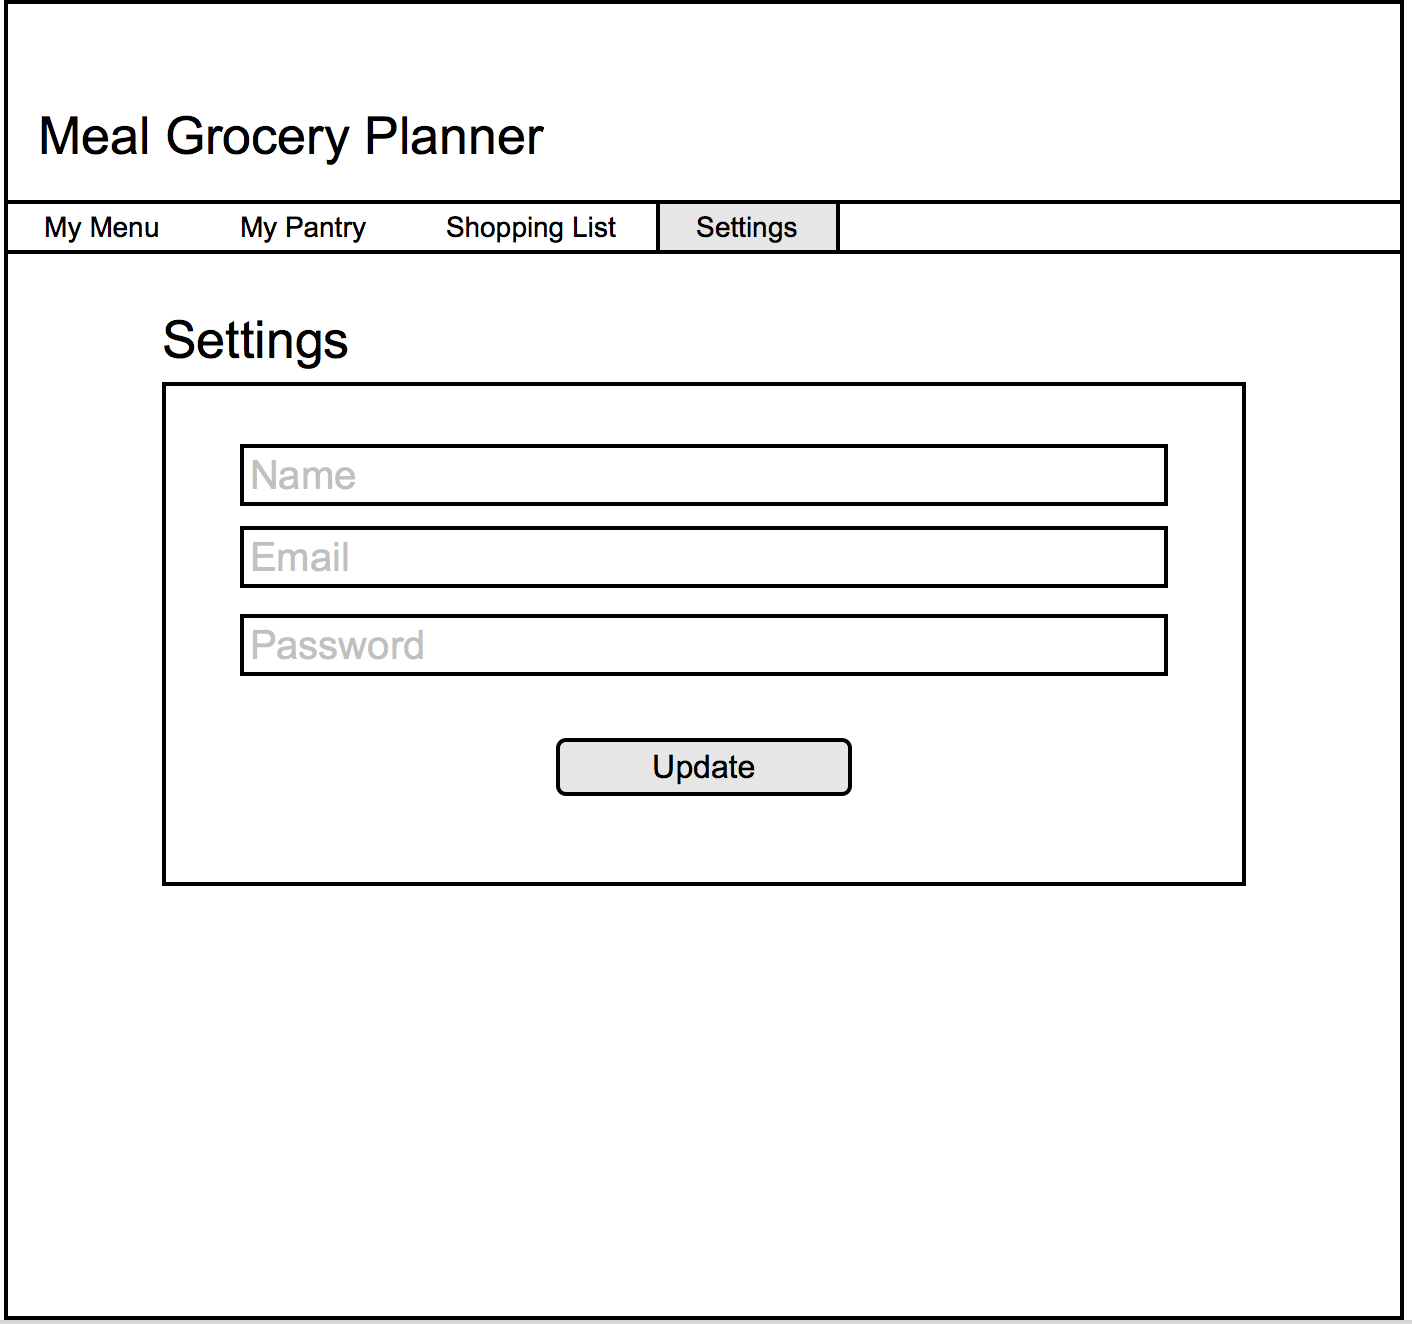 Meal Grocery Planner
My Menu My Pantry Shopping List Settings
Settings
Name
Email
Password
Update